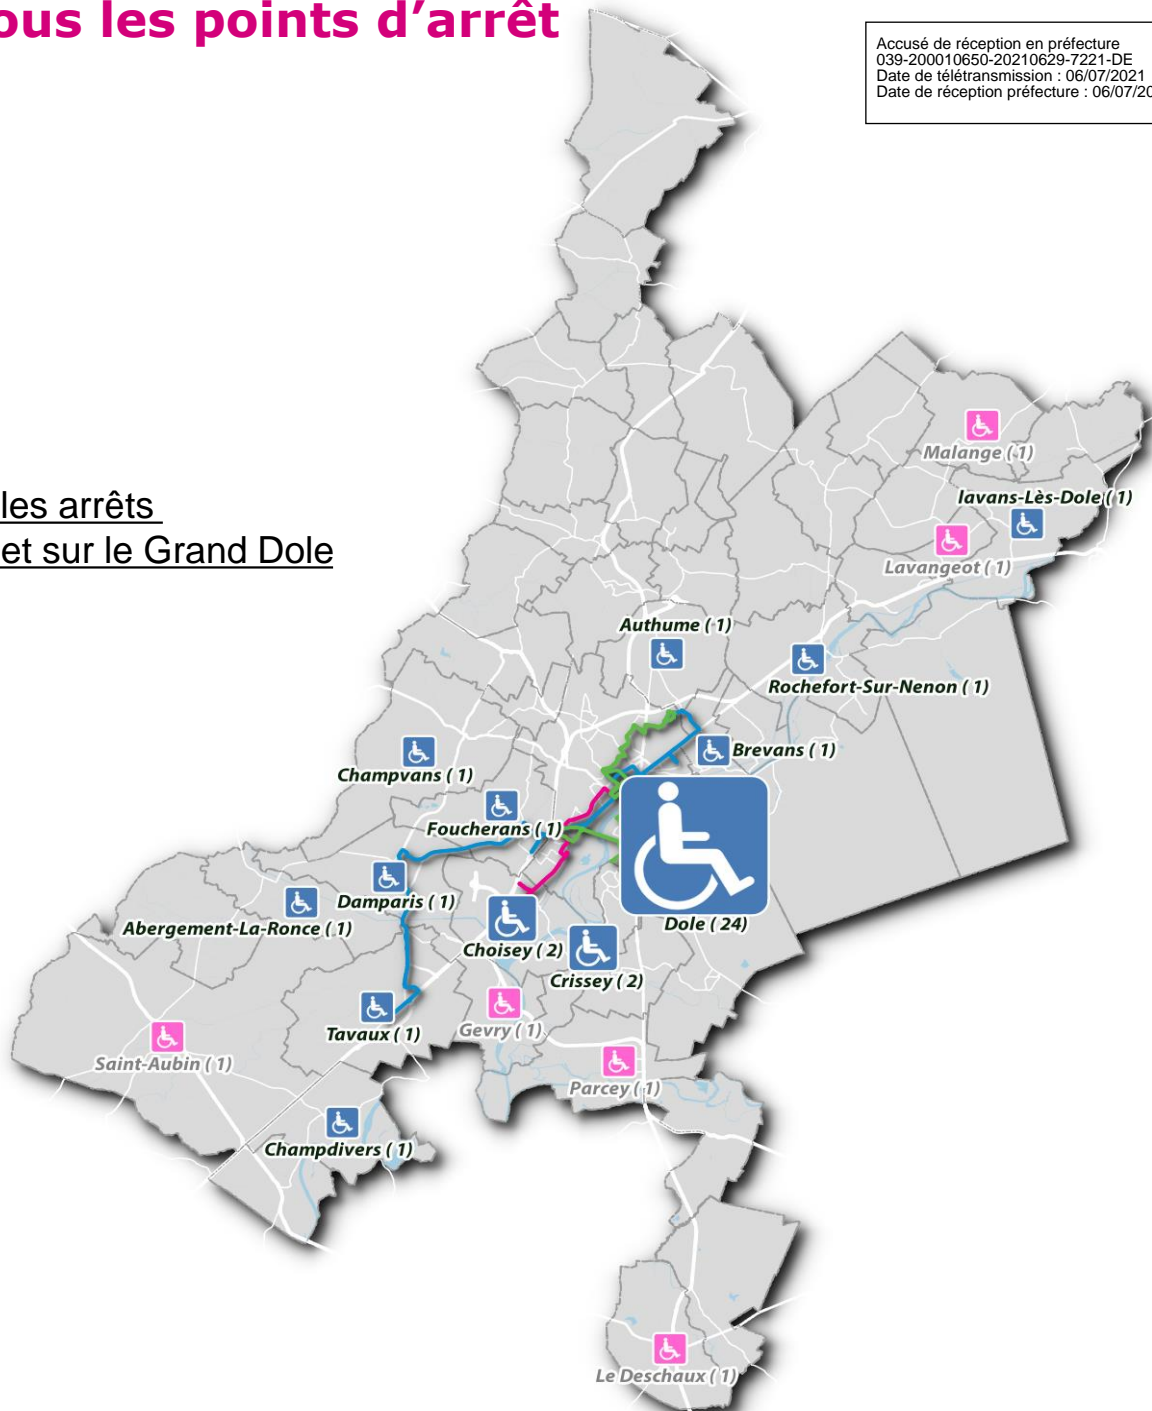 ous les points d’arrêt
Accusé de réception en préfecture
039-200010650-20210629-7221-DE
Date de télétransmission : 06/07/2021
Date de réception préfecture : 06/07/20
Malange ( 1)
lavans-Lès-Dole ( 1)
les arrêts
et sur le Grand Dole
Lavangeot ( 1)
Authume ( 1)
Rochefort-Sur-Nenon ( 1)
Brevans ( 1)
Champvans ( 1)
Foucherans ( 1)
Damparis ( 1)
Abergement-La-Ronce ( 1)
Dole ( 24)
Choisey ( 2)
Crissey ( 2)
Tavaux ( 1)
Gevry ( 1)
Saint-Aubin ( 1)
Parcey ( 1)
Champdivers ( 1)
Le Deschaux ( 1)